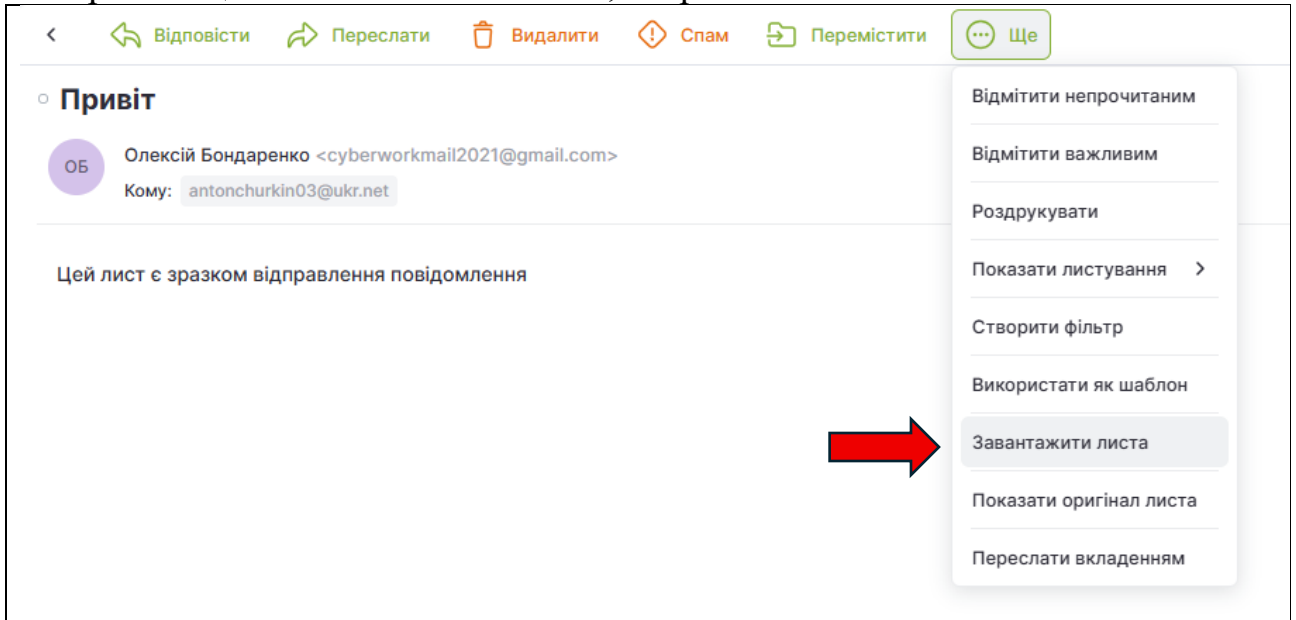 Відповісти Переслати Видалити Спам Перемістити Ще
Привіт
ОБ
Олексій Бондаренко <cyberworkmail2021@gmail.com>
Кому: antonchurkin03@ukr.net
Цей лист є зразком відправлення повідомлення
Відмітити непрочитаним
Відмітити важливим
Роздрукувати
Показати листування
Створити фільтр
Використати як шаблон
Завантажити листа
Показати оригінал листа
Переслати вкладенням